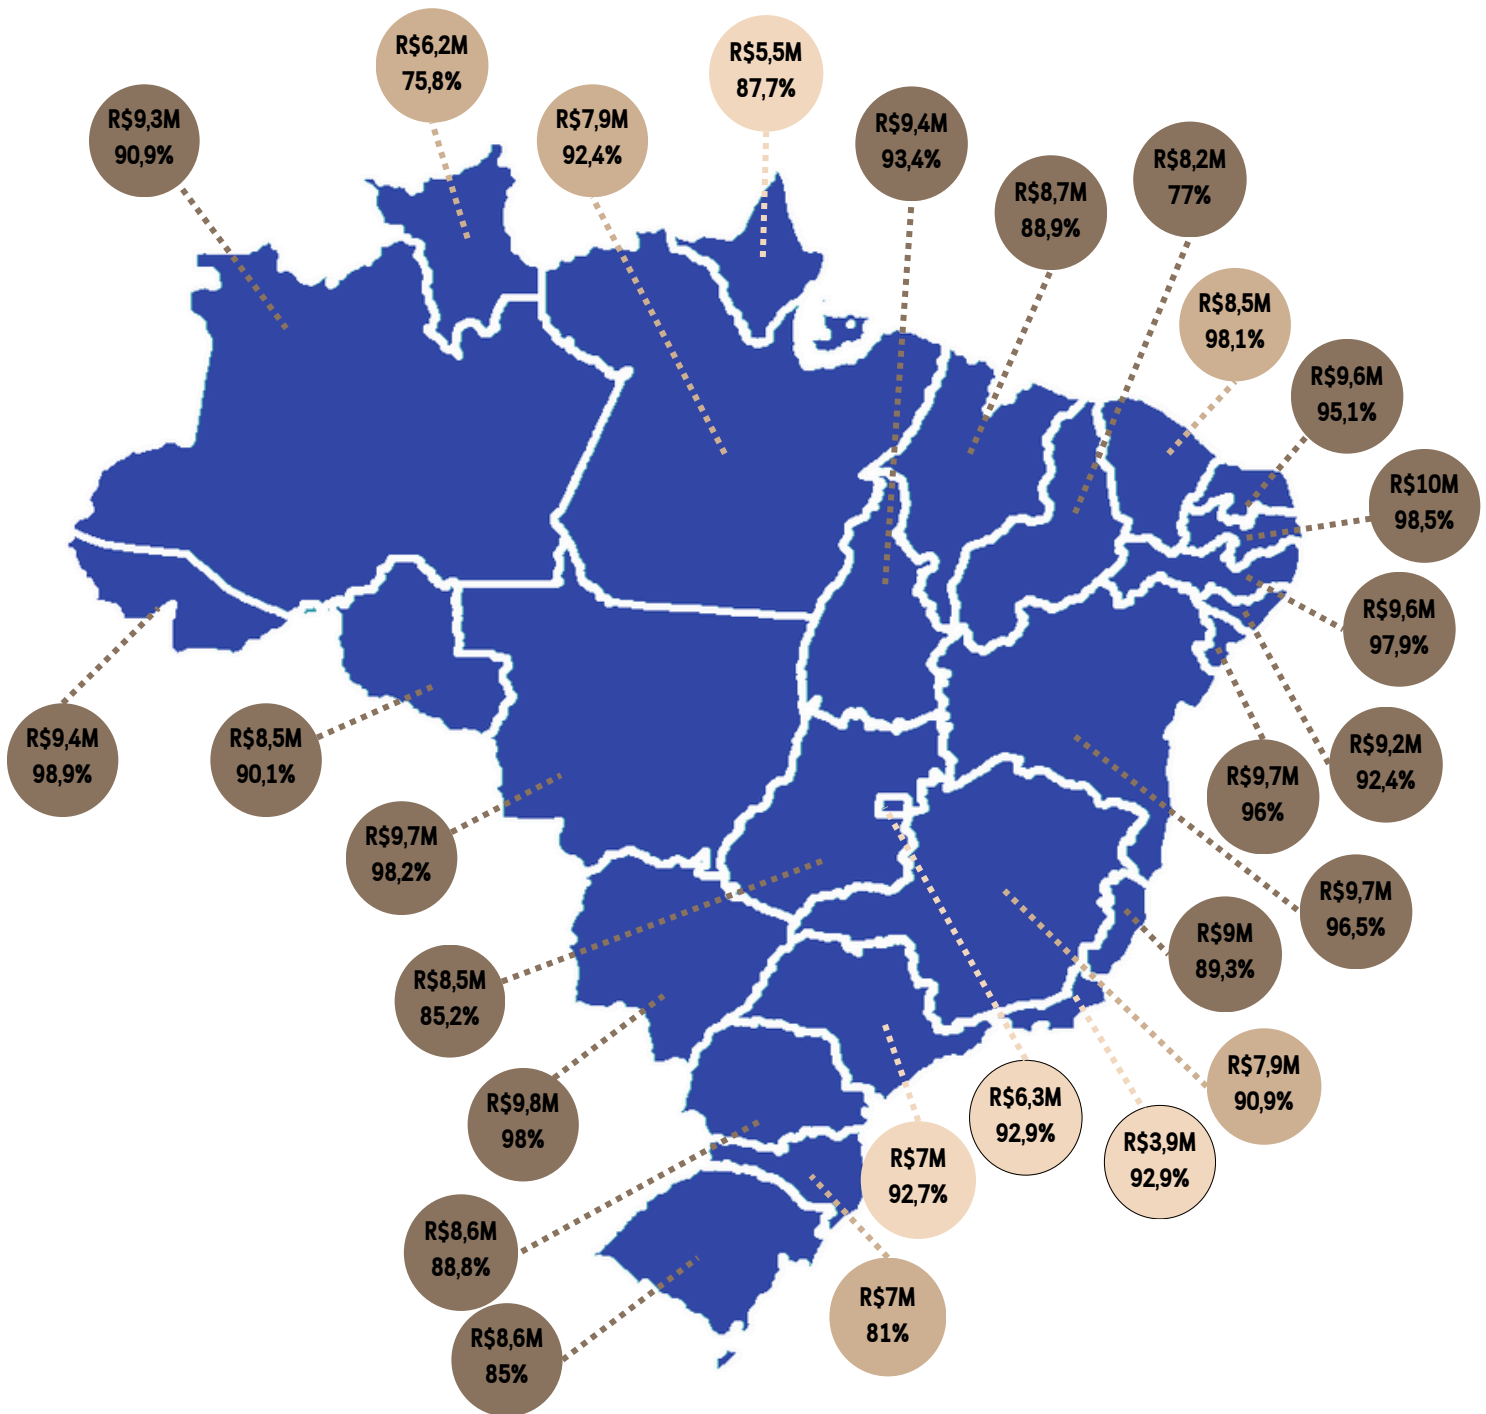 R$6,2M
75,8%
R$5,5M
87,7%
R$9,3M
90,9%
R$7,9M
92,4%
R$9,4M
93,4%
R$8,2M
77%
R$8,7M
88,9%
R$8,5M
98,1%
R$9,6M
95,1%
R$10M
98,5%
R$9,6M
97,9%
R$9,4M
98,9%
R$8,5M
90,1%
R$9,2M
92,4%
R$9,7M
96%
R$9,7M
98,2%
R$9,7M
96,5%
R$9M
89,3%
R$8,5M
85,2%
R$7,9M
90,9%
R$6,3M
92,9%
R$9,8M
98%
R$3,9M
92,9%
R$7M
92,7%
R$8,6M
88,8%
R$7M
81%
R$8,6M
85%